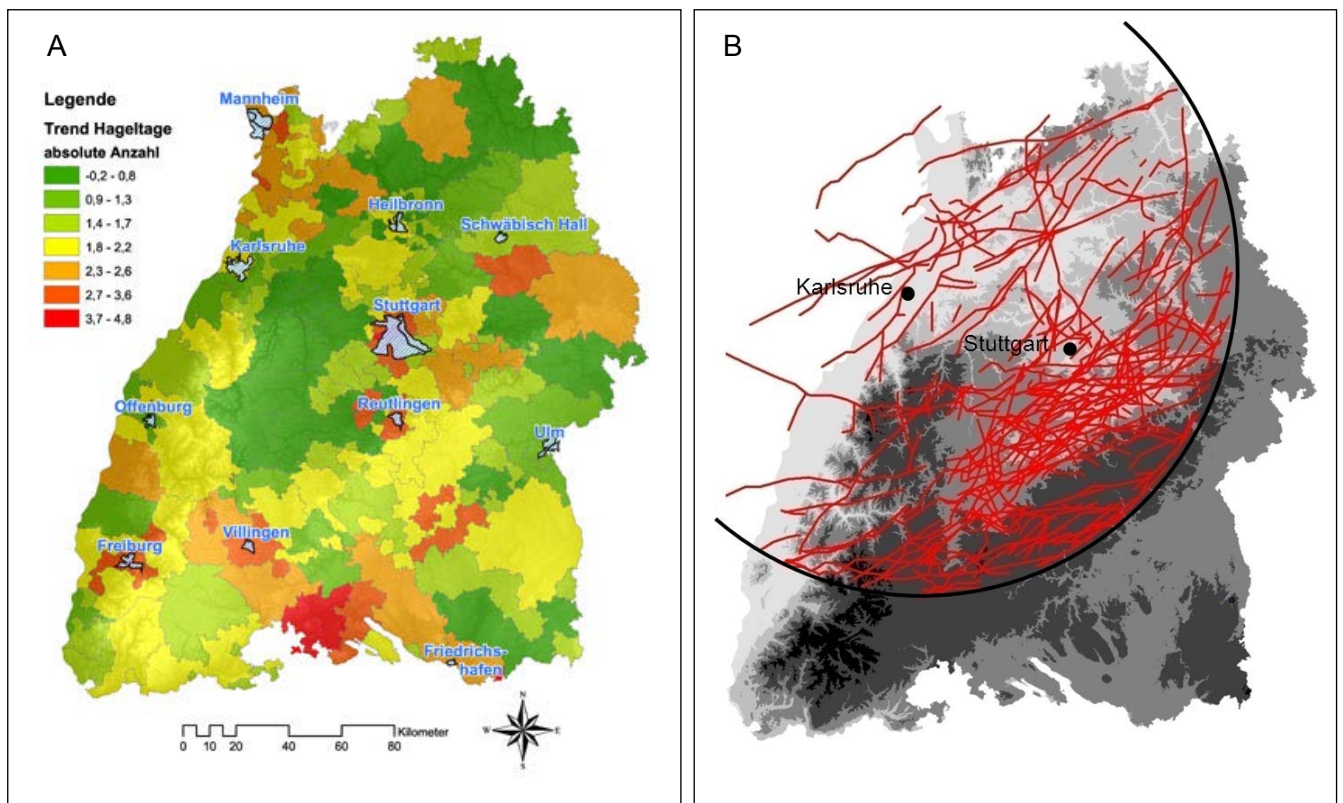 A
Legende
Trend Hageltage
absolute Anzahl
-0,2 - 0,8
0,9 - 1,3
1,4 - 1,7
1,8 - 2,2
2,3 - 2,6
2,7 - 3,6
3,7 - 4,8
Mannheim
Heilbronn
Schwäbisch Hall
Karlsruhe
Stuttgart
Offenburg
Reutlingen
Ulm
Villingen
Freiburg
Friedrichs-
hafen
Kilometer
0 10 20 40 60 80
N
W E
S
B
Karlsruhe
Stuttgart